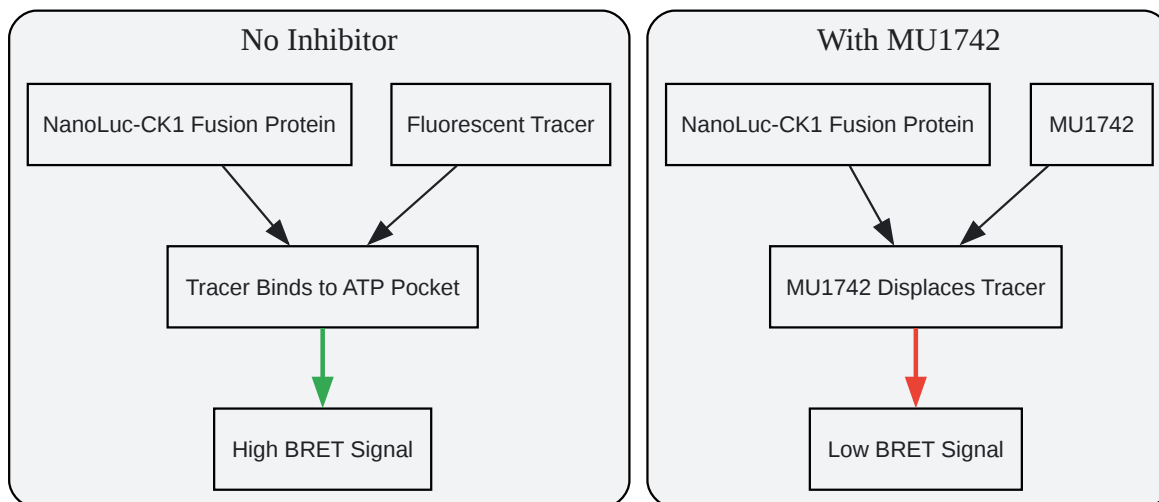 No Inhibitor
NanoLuc-CK1 Fusion Protein
Fluorescent Tracer
Tracer Binds to ATP Pocket
High BRET Signal
With MU1742
NanoLuc-CK1 Fusion Protein
MU1742
MU1742 Displaces Tracer
Low BRET Signal